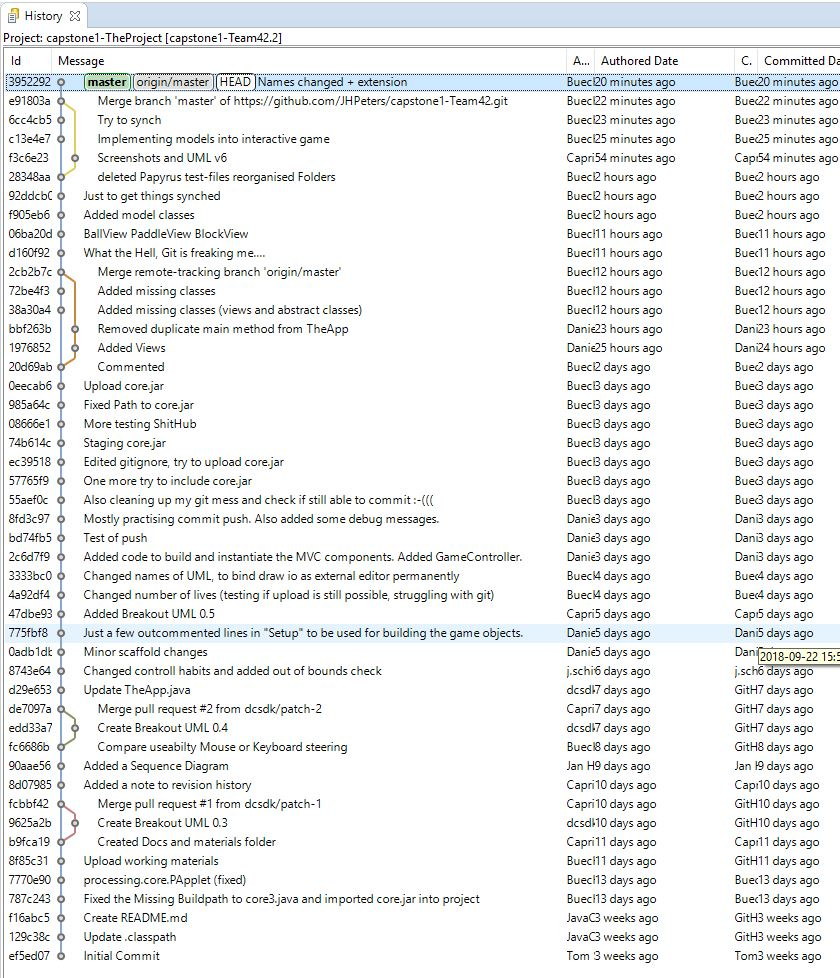 History
Project: capstone1-TheProject [capstone1-Team42.2]
Id Message A... Authored Date C. Committed Da
3952292 master origin/master HEAD Names changed + extension Buecl 20 minutes ago Buec 20 minutes ago
e91803a Merge branch 'master' of https://github.com/JHPeters/capstone1-Team42.git Buecl 22 minutes ago Buec 22 minutes ago
6cc4cb5 Try to synch Buecl 23 minutes ago Buec 23 minutes ago
c13e4e7 Implementing models into interactive game Buecl 25 minutes ago Buec 25 minutes ago
f3c6e23 Screenshots and UML v6 Capri 54 minutes ago Capi 54 minutes ago
28348aa deleted Papyrus test-files reorganised Folders Buecl 2 hours ago Buec 2 hours ago
92ddcb0 Just to get things synched Buecl 2 hours ago Buec 2 hours ago
f905eb6 Added model classes Buecl 2 hours ago Buec 2 hours ago
06ba20d BallView PaddleView BlockView Buecl 11 hours ago Buec 11 hours ago
d160f92 What the Hell, Git is freaking me.... Buecl 11 hours ago Buec 11 hours ago
2cb2b7c Merge remote-tracking branch 'origin/master' Buecl 12 hours ago Buec 12 hours ago
72be4f3 Added missing classes Buecl 12 hours ago Buec 12 hours ago
38a30a4 Added missing classes (views and abstract classes) Buecl 12 hours ago Buec 12 hours ago
bbf263b Removed duplicate main method from TheApp Danie 23 hours ago Dani 23 hours ago
1976852 Added Views Danie 25 hours ago Dani 24 hours ago
20d69ab Commented Buecl 2 days ago Buec 2 days ago
0eecab6 Upload core.jar Buecl 3 days ago Buec 3 days ago
985a64c Fixed Path to core.jar Buecl 3 days ago Buec 3 days ago
08666e1 More testing ShitHub Buecl 3 days ago Buec 3 days ago
74b614c Staging core.jar Buecl 3 days ago Buec 3 days ago
ec39518 Edited gitignore, try to upload core.jar Buecl 3 days ago Buec 3 days ago
57765f9 One more try to include core.jar Buecl 3 days ago Buec 3 days ago
55aef0c Also cleaning up my git mess and check if still able to commit :-((( Buecl 3 days ago Buec 3 days ago
8fd3c97 Mostly practising commit push. Also added some debug messages. Danie 3 days ago Dani 3 days ago
bd74fb5 Test of push Danie 3 days ago Dani 3 days ago
2c6d7f9 Added code to build and instantiate the MVC components. Added GameController. Danie 3 days ago Dani 3 days ago
3333bc0 Changed names of UML, to bind draw io as external editor permanently Buecl 4 days ago Buec 4 days ago
4a92df4 Changed number of lives (testing if upload is still possible, struggling with git) Buecl 4 days ago Buec 4 days ago
47dbe93 Added Breakout UML 0.5 Capri 5 days ago Capi 5 days ago
775fbf8 Just a few outcommented lines in "Setup" to be used for building the game objects. Danie 5 days ago Dani 5 days ago
0adb1db Minor scaffold changes Danie 5 days ago Dani
2018-09-22 15:5
8743e64 Changed controll habits and added out of bounds check j.schi 6 days ago j.scł 6 days ago
d29e653 Update TheApp.java dcsdl 7 days ago GitH 7 days ago
de7097a Merge pull request #2 from dcsdk/patch-2 Capri 7 days ago GitH 7 days ago
edd33a7 Create Breakout UML 0.4 dcsdl 7 days ago GitH 7 days ago
fc6686b Compare useabilty Mouse or Keyboard steering Buecl 8 days ago GitH 8 days ago
90aae56 Added a Sequence Diagram Jan H 9 days ago Jan I 9 days ago
8d07985 Added a note to revision history Capri 10 days ago Capi 10 days ago
fcbbf42 Merge pull request #1 from dcsdk/patch-1 Capri 10 days ago GitH 10 days ago
9625a2b Create Breakout UML 0.3 dcsdl 10 days ago GitH 10 days ago
b9fca19 Created Docs and materials folder Capri 11 days ago Capi 11 days ago
8f85c31 Upload working materials Buecl 11 days ago GitH 11 days ago
7770e90 processing.core.PApplet (fixed) Buecl 13 days ago Buec 13 days ago
787c243 Fixed the Missing Buildpath to core3.java and imported core.jar into project Buecl 13 days ago Buec 13 days ago
f16abc5 Create README.md JavaC 3 weeks ago GitH 3 weeks ago
129c38c Update .classpath JavaC 3 weeks ago GitH 3 weeks ago
ef5ed07 Initial Commit Tom 3 weeks ago Tom 3 weeks ago